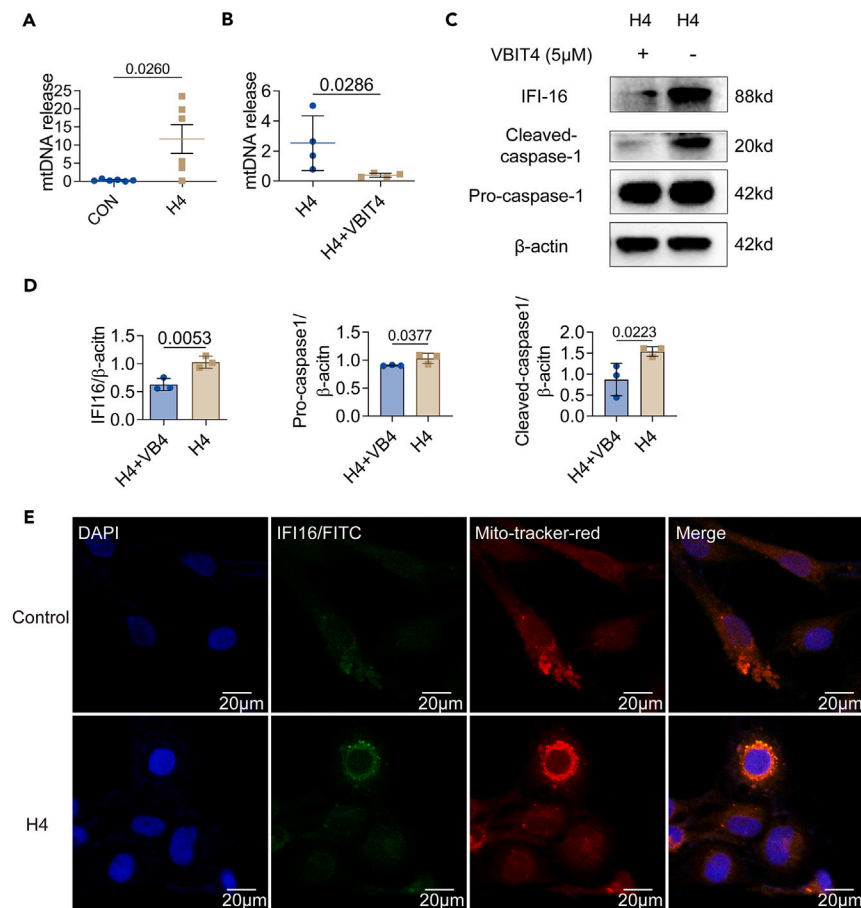 A
0.0260
mtDNA release
25
20
15
10
5
0
CON
H4
B
0.0286
mtDNA release
6
4
2
0
H4
H4+VBIT4
C
H4 H4
VBIT4 (5µM) + -
IFI-16 88kd
Cleaved-
caspase-1 20kd
Pro-caspase-1 42kd
β-actin 42kd
D
0.0053
IFI16/β-acitn
1.5
1.0
0.5
0.0
H4+VB4
H4
0.0377
Pro-caspase1/
β-acitn
1.5
1.0
0.5
0.0
H4+VB4
H4
0.0223
Cleaved-caspase1/
β-acitn
2.0
1.5
1.0
0.5
0.0
H4+VB4
H4
E
DAPI IFI16/FITC Mito-tracker-red Merge
Control
20µm 20µm 20µm 20µm
H4
20µm 20µm 20µm 20µm